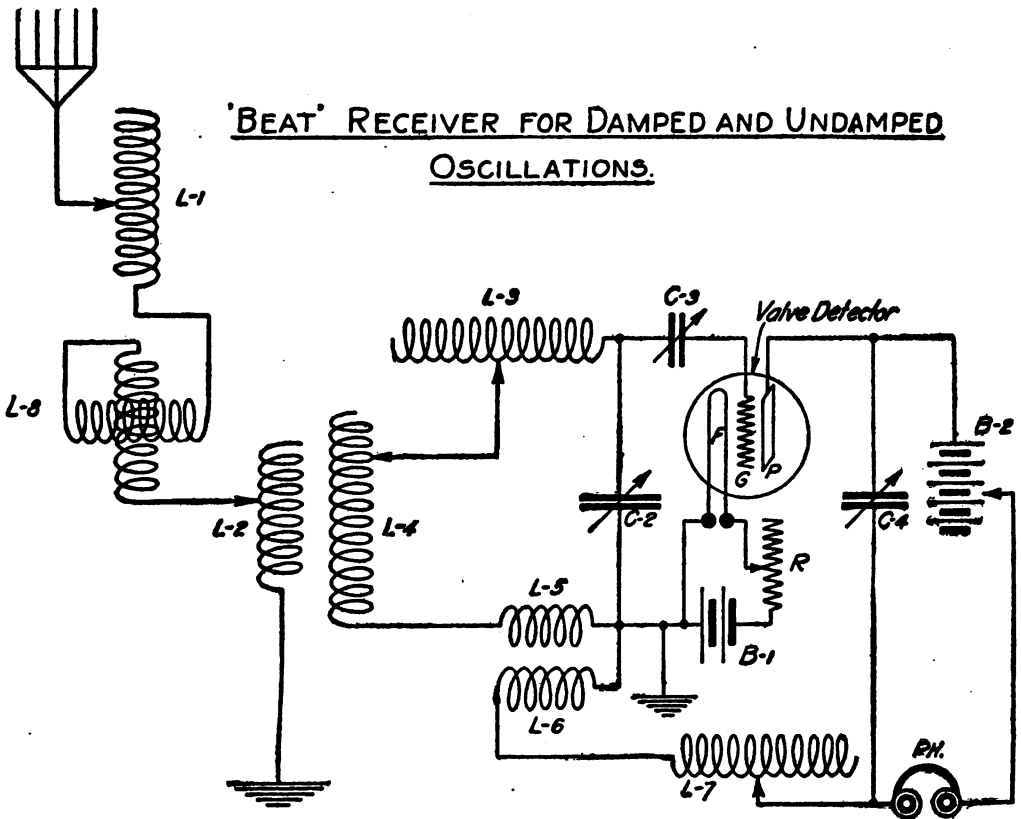 'BEAT' RECEIVER FOR DAMPED AND UNDAMPED
OSCILLATIONS.
L-1
L-3
C-3
Valve Detector
L-8
F
G
P
B-2
L-2
L-4
C-2
C-4
R
L-5
B-1
L-6
L-7
P.H.